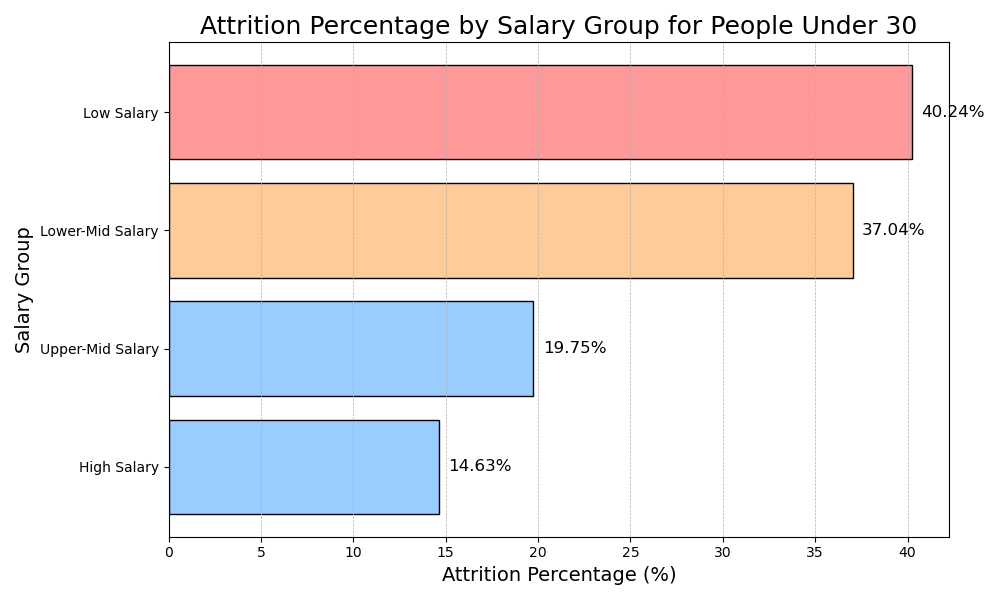 Attrition Percentage by Salary Group for People Under 30
Low Salary
40.24%
Lower-Mid Salary
37.04%
Salary Group
Upper-Mid Salary
19.75%
High Salary
14.63%
0 5 10 15 20 25 30 35 40
Attrition Percentage (%)